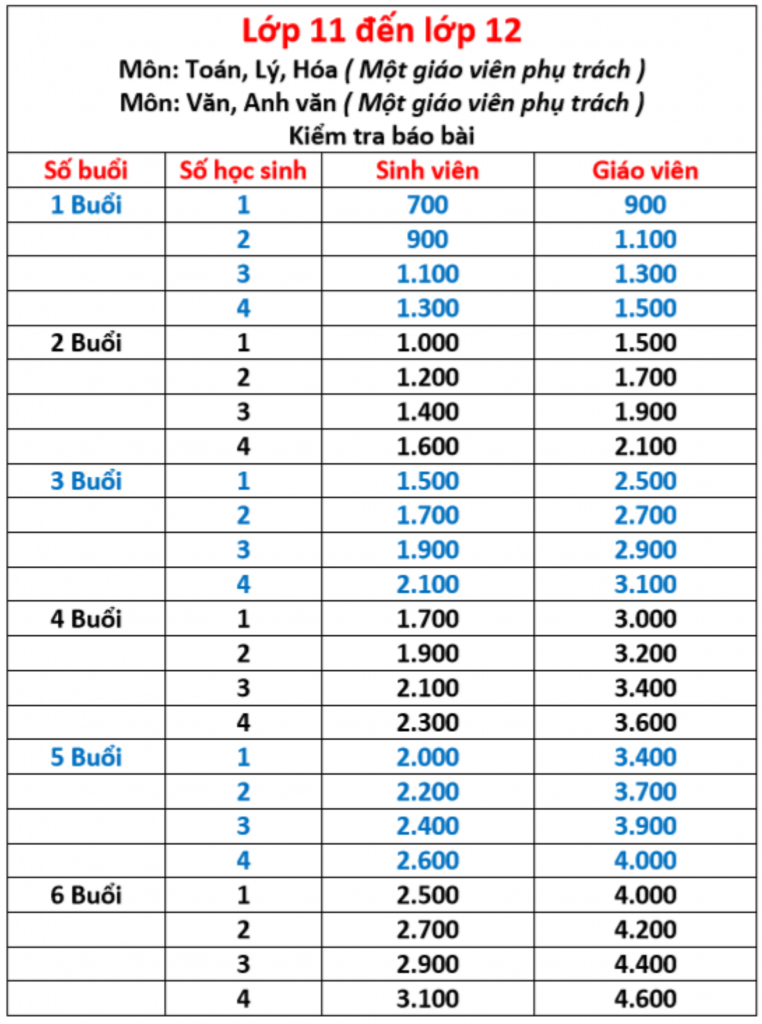 Lớp 11 đến lớp 12
Môn: Toán, Lý, Hóa ( Một giáo viên phụ trách )
Môn: Văn, Anh văn ( Một giáo viên phụ trách )
Kiểm tra báo bài
Số buổi Số học sinh Sinh viên Giáo viên
1 Buổi 1 700 900
2 900 1.100
3 1.100 1.300
4 1.300 1.500
2 Buổi 1 1.000 1.500
2 1.200 1.700
3 1.400 1.900
4 1.600 2.100
3 Buổi 1 1.500 2.500
2 1.700 2.700
3 1.900 2.900
4 2.100 3.100
4 Buổi 1 1.700 3.000
2 1.900 3.200
3 2.100 3.400
4 2.300 3.600
5 Buổi 1 2.000 3.400
2 2.200 3.700
3 2.400 3.900
4 2.600 4.000
6 Buổi 1 2.500 4.000
2 2.700 4.200
3 2.900 4.400
4 3.100 4.600